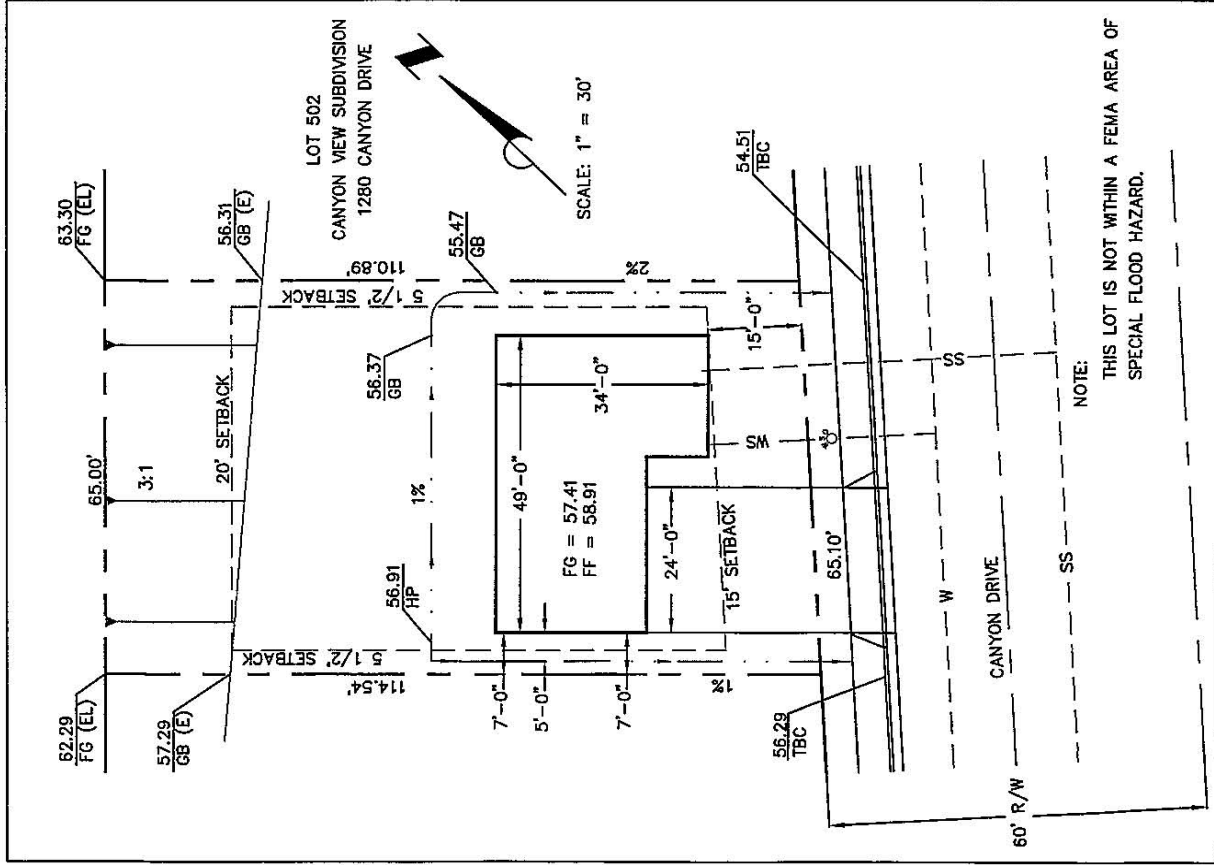 63.30
FG (EL)
62.29
FG (EL)
65.00'
LOT 502
CANYON VIEW SUBDIVISION
1280 CANYON DRIVE
3:1
56.31
GB (E)
57.29
GB (E)
20' SETBACK
5 1/2' SETBACK
110.89'
5 1/2' SETBACK
114.54'
SCALE: 1" = 30'
56.91
HP
1%
56.37
GB
55.47
GB
2%
49'-0"
34'-0"
FG = 57.41
FF = 58.91
7'-0"
5'-0"
7'-0"
1%
24'-0"
15' SETBACK
15'-0"
54.51
TBC
56.29
TBC
65.10'
WS
SS
W
CANYON DRIVE
SS
60' R/W
NOTE:
THIS LOT IS NOT WITHIN A FEMA AREA OF
SPECIAL FLOOD HAZARD.